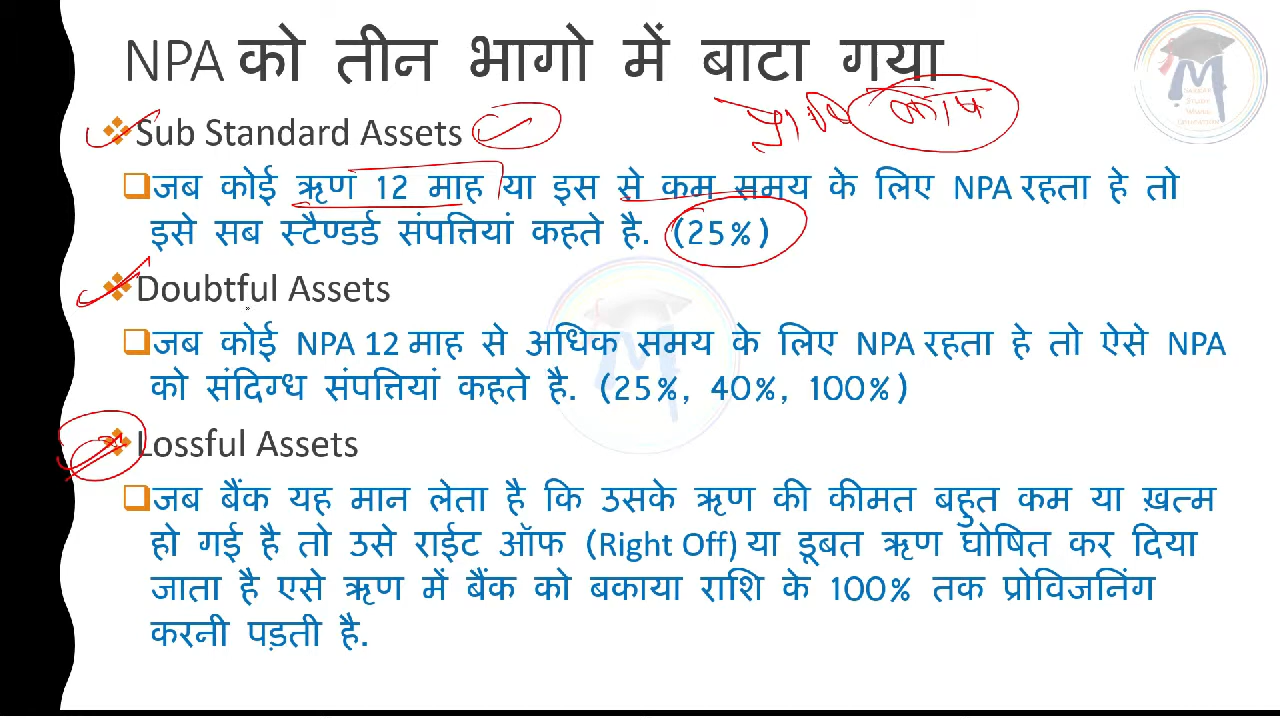 NPA को तीन भागो में बाटा गया
Sub Standard Assets
जब कोई ऋण 12 माह या इस से कम समय के लिए NPA रहता हे तो
इसे सब स्टैण्डर्ड संपत्तियां कहते है. (25%)
Doubtful Assets
जब कोई NPA 12 माह से अधिक समय के लिए NPA रहता हे तो ऐसे NPA
को संदिग्ध संपत्तियां कहते है. (25%, 40%, 100%)
Lossful Assets
जब बैंक यह मान लेता है कि उसके ऋण की कीमत बहुत कम या ख़त्म
हो गई है तो उसे राईट ऑफ (Right Off) या डूबत ऋण घोषित कर दिया
जाता है एसे ऋण में बैंक को बकाया राशि के 100% तक प्रोविजनिंग
करनी पड़ती है.